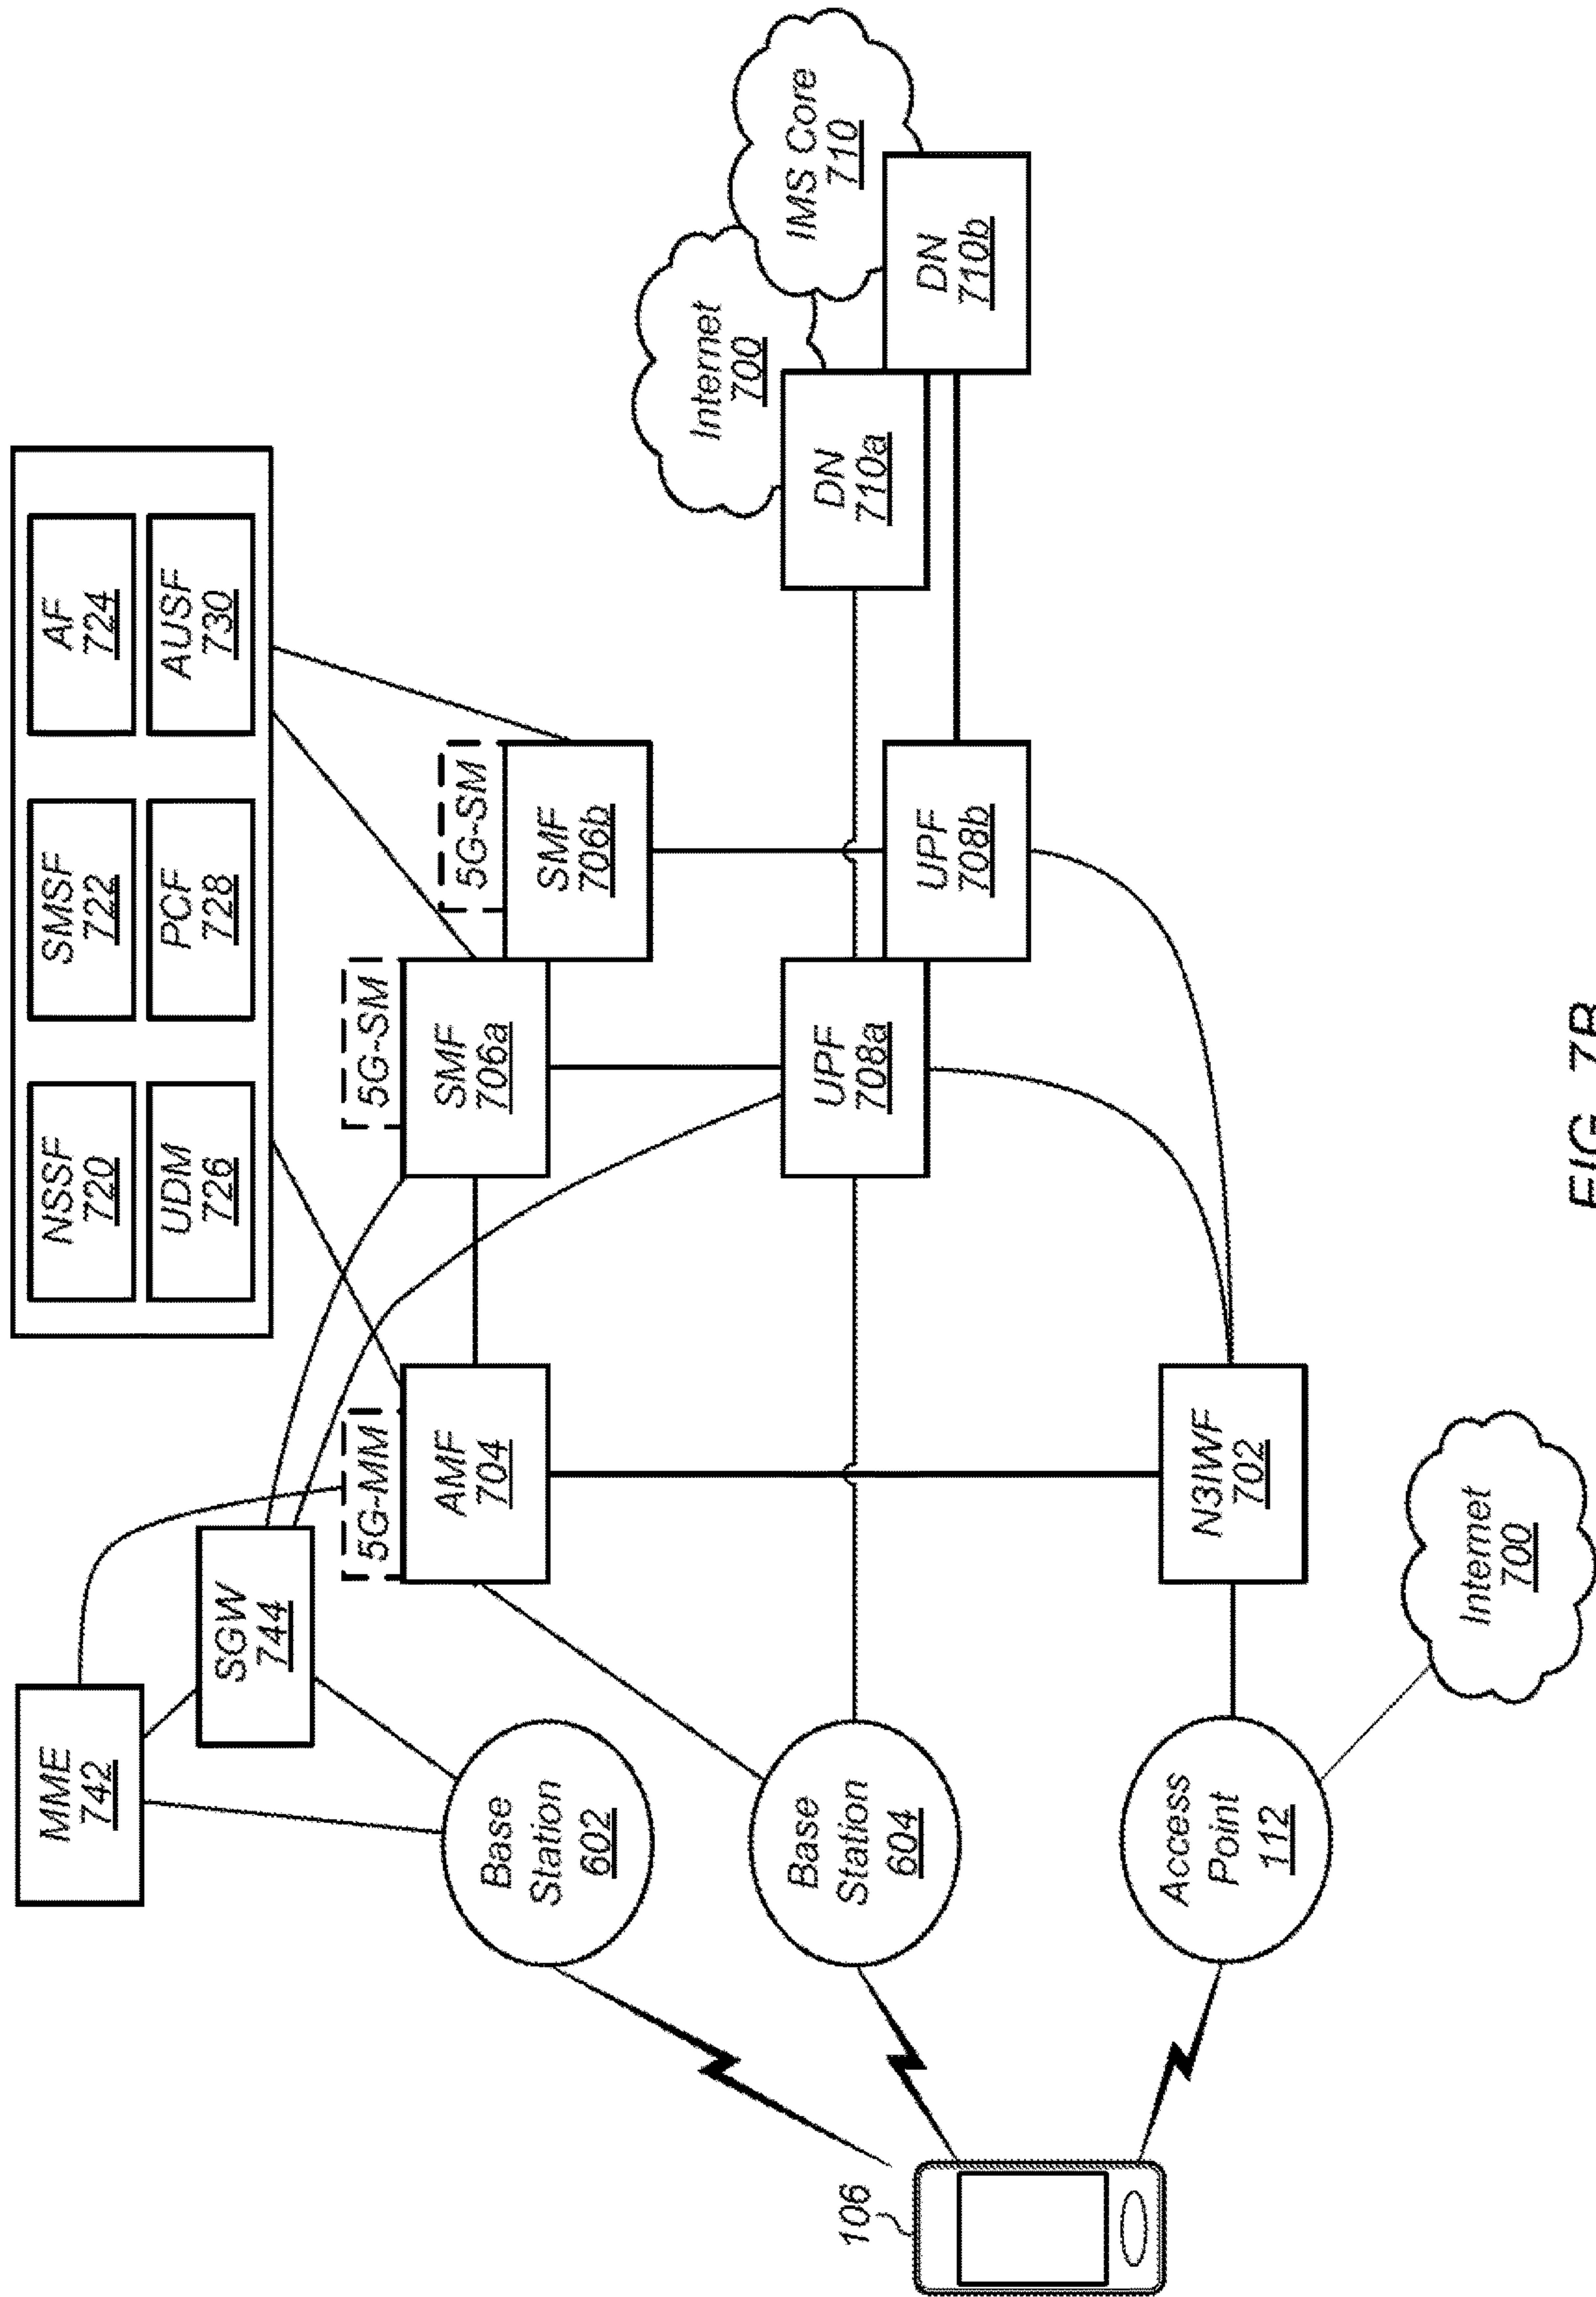 MME
742
SGW
744
NSSF
720
SMSF
722
AF
724
UDM
726
PCF
728
AUSF
730
5G-MM
AMF
704
5G-SM
SMF
706a
5G-SM
SMF
706b
Base
Station
602
Base
Station
604
UPF
708a
UPF
708b
Internet
700
IMS Core
710
DN
710a
DN
710b
106
Access
Point
112
N3IWF
702
Internet
700
FIG. 7B